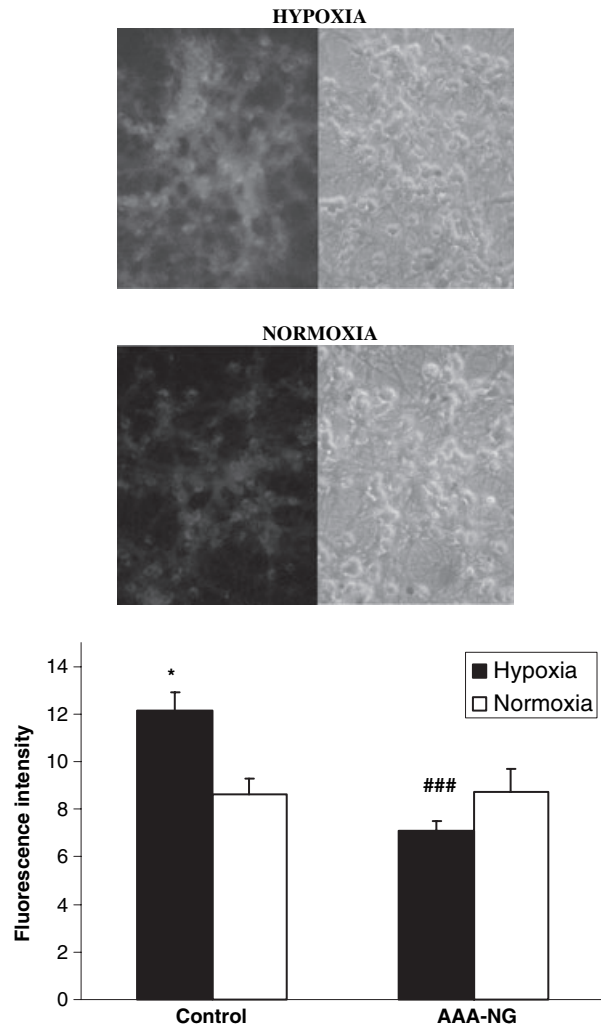 HYPOXIA
NORMOXIA
Fluorescence intensity
14
12
10
8
6
4
2
0
*
###
Hypoxia
Normoxia
Control
AAA-NG